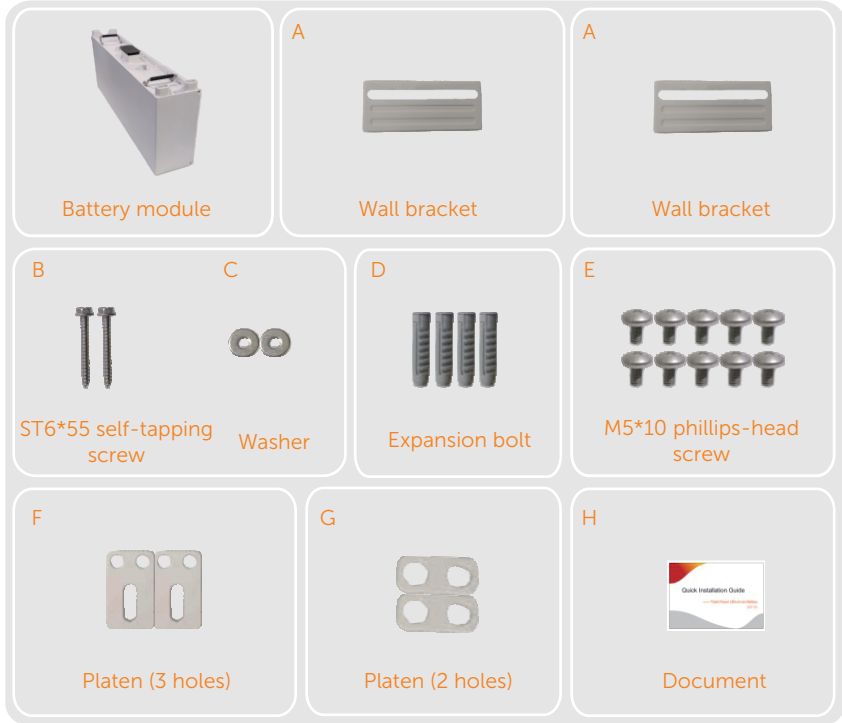 A
A
Battery module
Wall bracket
Wall bracket
B
C
D
E
ST6*55 self-tapping
screw
Washer
Expansion bolt
M5*10 phillips-head
screw
F
G
H
Quick Installation Guide
Platen (3 holes)
Platen (2 holes)
Document